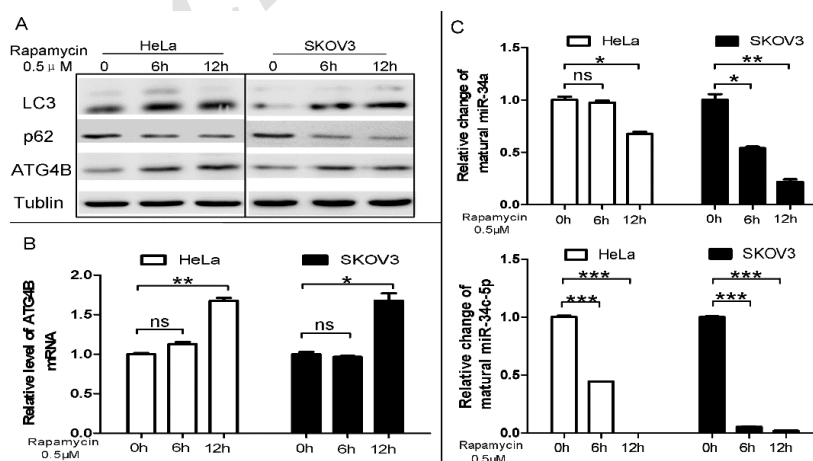 A
Rapamycin
0.5μM
HeLa
SKOV3
0 6h 12h 0 6h 12h
LC3
p62
ATG4B
Tublin
B
HeLa SKOV3
Relative level of ATG4B
mRNA
2.0
1.5
1.0
0.5
0.0
ns
**
ns
*
Rapamycin
0.5μM
0h 6h 12h 0h 6h 12h
C
HeLa SKOV3
Relative change of
matural miR-34a
1.5
1.0
0.5
0.0
ns
*
*
**
Rapamycin
0.5μM
0h 6h 12h 0h 6h 12h
HeLa SKOV3
Relative change of
matural miR-34c-5p
1.5
1.0
0.5
0.0
***
***
***
***
Rapamycin
0.5μM
0h 6h 12h 0h 6h 12h